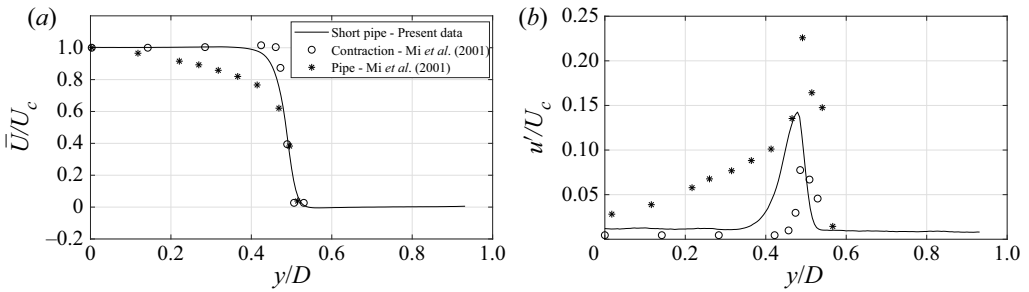 (a)
1.0
0.8
0.6
0.4
0.2
0
–0.2
U̅/U_c
0 0.2 0.4 0.6 0.8 1.0
y/D
Short pipe - Present data
Contraction - Mi et al. (2001)
Pipe - Mi et al. (2001)
(b)
0.25
0.20
0.15
0.10
0.05
u′/U_c
0 0.2 0.4 0.6 0.8 1.0
y/D